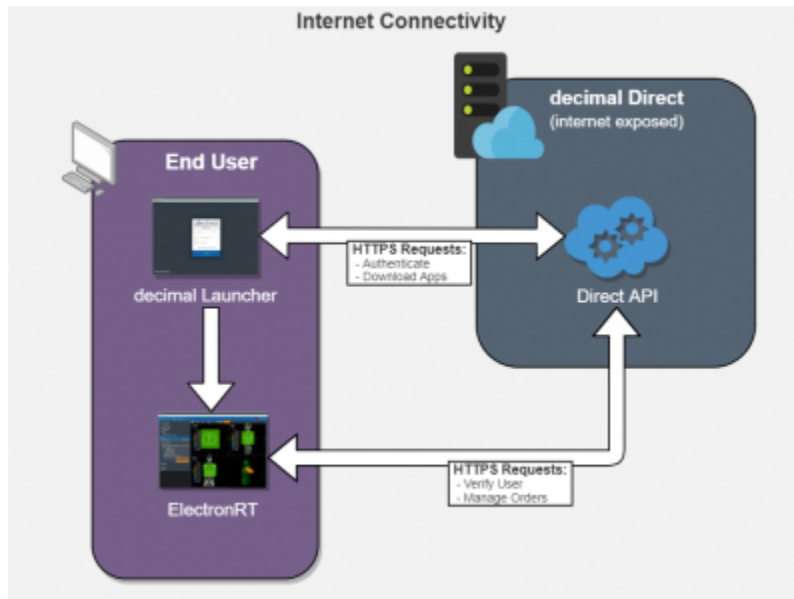 Internet Connectivity
decimal Direct
(internet exposed)
End User
HTTPS Requests:
- Authenticate
- Download Apps
decimal Launcher
Direct API
HTTPS Requests:
- Verify User
- Manage Orders
ElectronRT